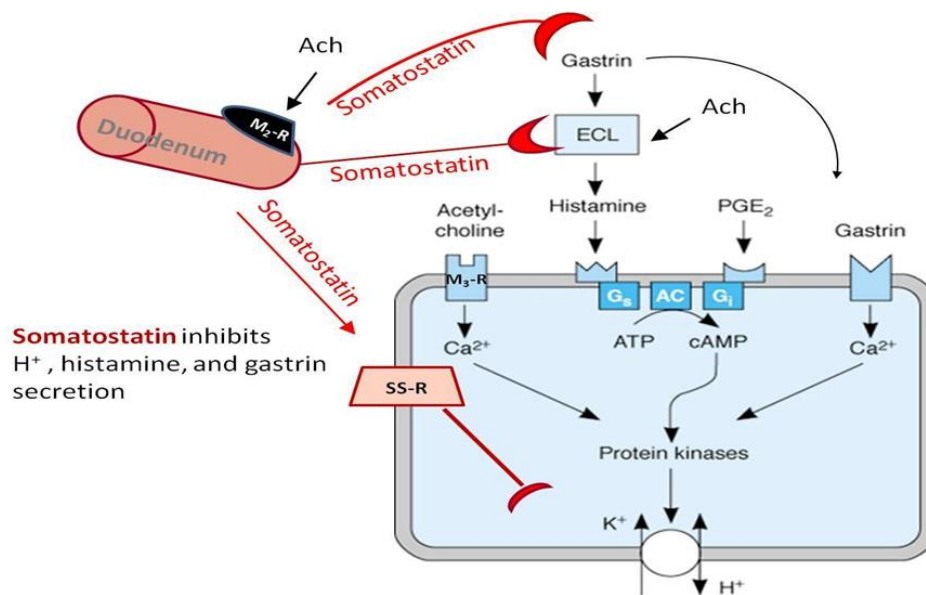 Ach
Somatostatin
Gastrin
M₂-R
Duodenum
Ach
ECL
Somatostatin
Somatostatin
Acetyl-
choline
Histamine
PGE₂
Gastrin
M₃-R
Gₛ
AC
Gᵢ
ATP
cAMP
Ca²⁺
Ca²⁺
Somatostatin inhibits
H⁺ , histamine, and gastrin
secretion
SS-R
Protein kinases
K⁺
H⁺